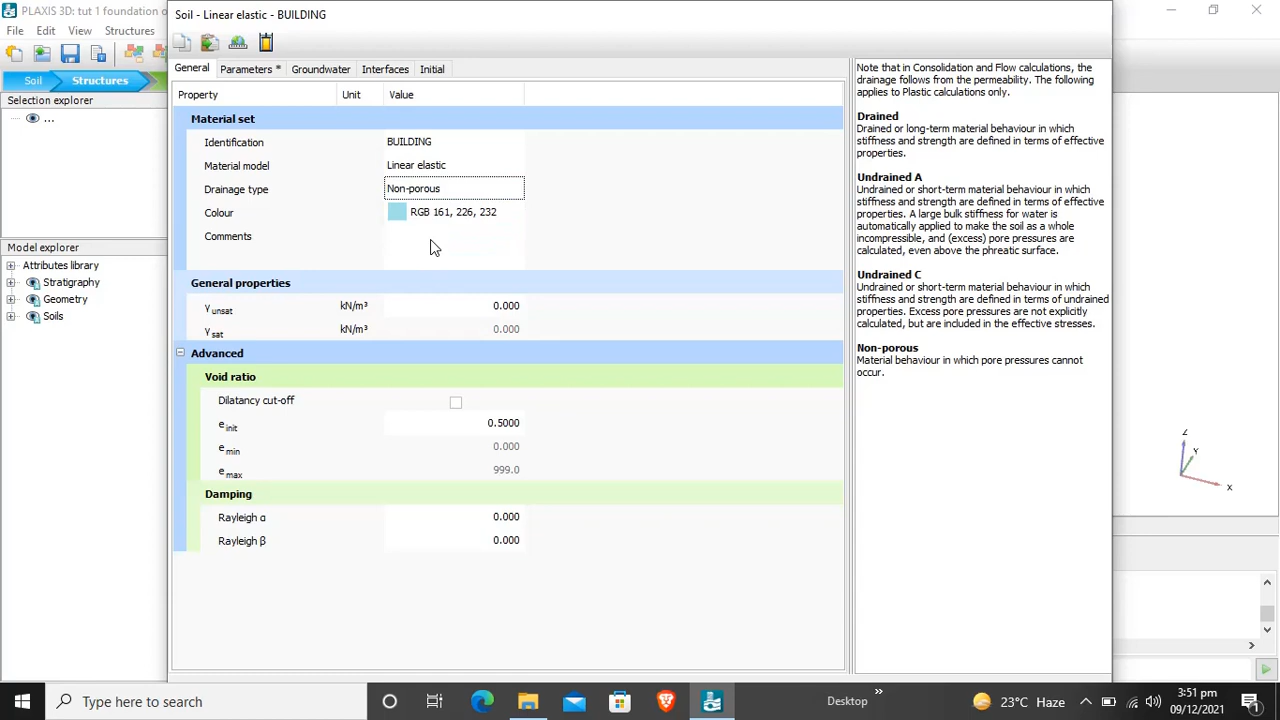 PLAXIS 3D: tut 1 foundation o
Soil - Linear elastic - BUILDING
File Edit View Structures
Soil Structures
General Parameters * Groundwater Interfaces Initial
Selection explorer
...
Model explorer
Attributes library
Stratigraphy
Geometry
Soils
Property Unit Value
Material set
Identification BUILDING
Material model Linear elastic
Drainage type Non-porous
Colour RGB 161, 226, 232
Comments
General properties
γ unsat kN/m³ 0.000
γ sat kN/m³ 0.000
Advanced
Void ratio
Dilatancy cut-off
e init 0.5000
e min 0.000
e max 999.0
Damping
Rayleigh α 0.000
Rayleigh β 0.000
Note that in Consolidation and Flow calculations, the
drainage follows from the permeability. The following
applies to Plastic calculations only.
Drained
Drained or long-term material behaviour in which
stiffness and strength are defined in terms of effective
properties.
Undrained A
Undrained or short-term material behaviour in which
stiffness and strength are defined in terms of effective
properties. A large bulk stiffness for water is
automatically applied to make the soil as a whole
incompressible, and (excess) pore pressures are
calculated, even above the phreatic surface.
Undrained C
Undrained or short-term material behaviour in which
stiffness and strength are defined in terms of undrained
properties. Excess pore pressures are not explicitly
calculated, but are included in the effective stresses.
Non-porous
Material behaviour in which pore pressures cannot
occur.
Z
Y
X
Type here to search
Desktop
23°C Haze
3:51 pm
09/12/2021
1